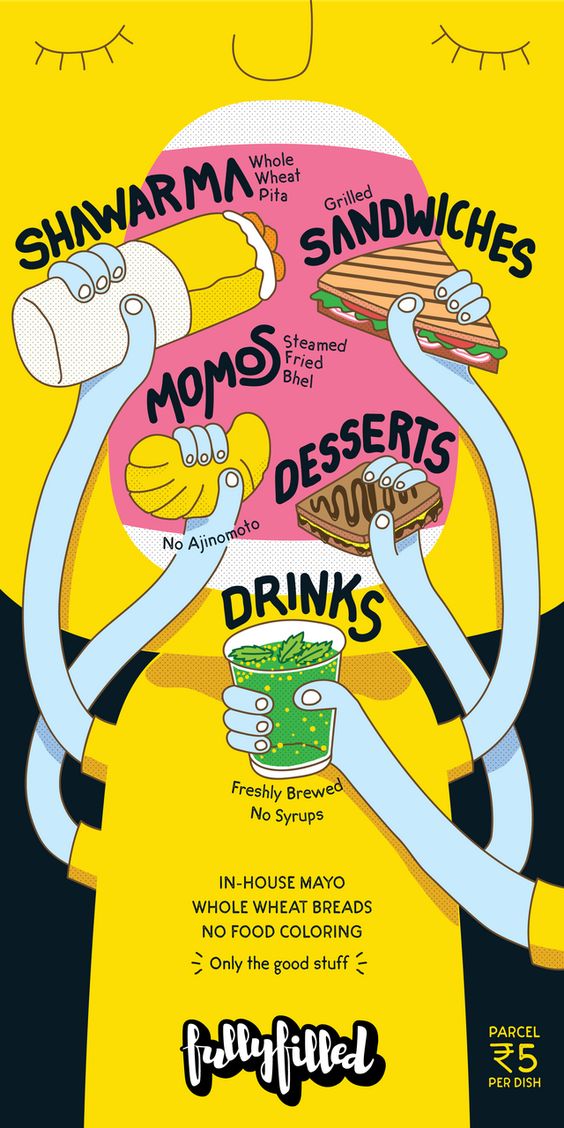 SHAWARMA
Whole
Wheat
Pita
Grilled
SANDWICHES
MOMOS
Steamed
Fried
Bhel
No Ajinomoto
DESSERTS
DRINKS
Freshly Brewed
No Syrups
IN-HOUSE MAYO
WHOLE WHEAT BREADS
NO FOOD COLORING
Only the good stuff
fullyfilled
PARCEL
₹5
PER DISH